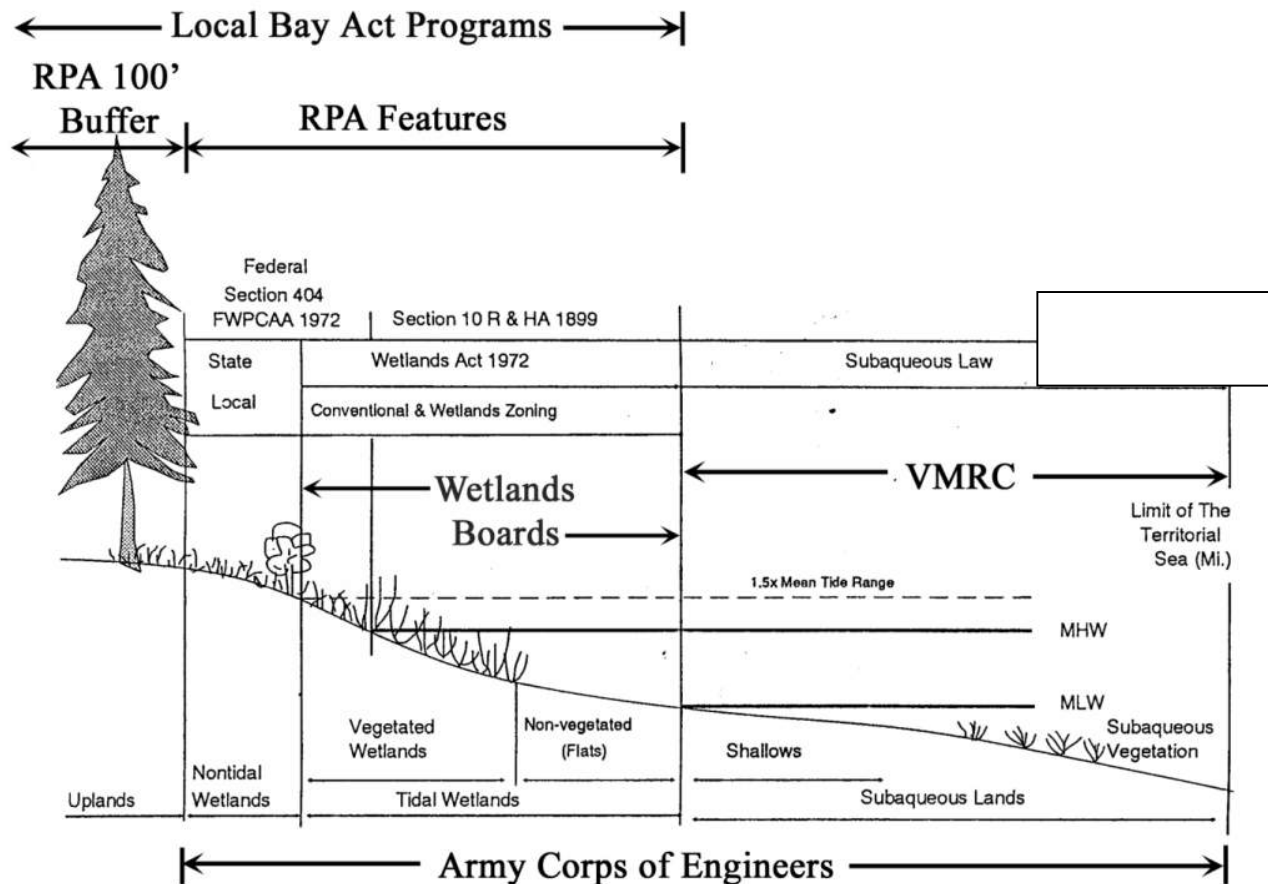 Local Bay Act Programs
RPA 100’
Buffer
RPA Features
Federal
Section 404
FWPCAA 1972
Section 10 R & HA 1899
State
Wetlands Act 1972
Subaqueous Law
Local
Conventional & Wetlands Zoning
Wetlands
Boards
VMRC
Limit of The
Territorial
Sea (Mi.)
1.5x Mean Tide Range
MHW
MLW
Vegetated
Wetlands
Non-vegetated
(Flats)
Shallows
Subaqueous
Vegetation
Uplands
Nontidal
Wetlands
Tidal Wetlands
Subaqueous Lands
Army Corps of Engineers